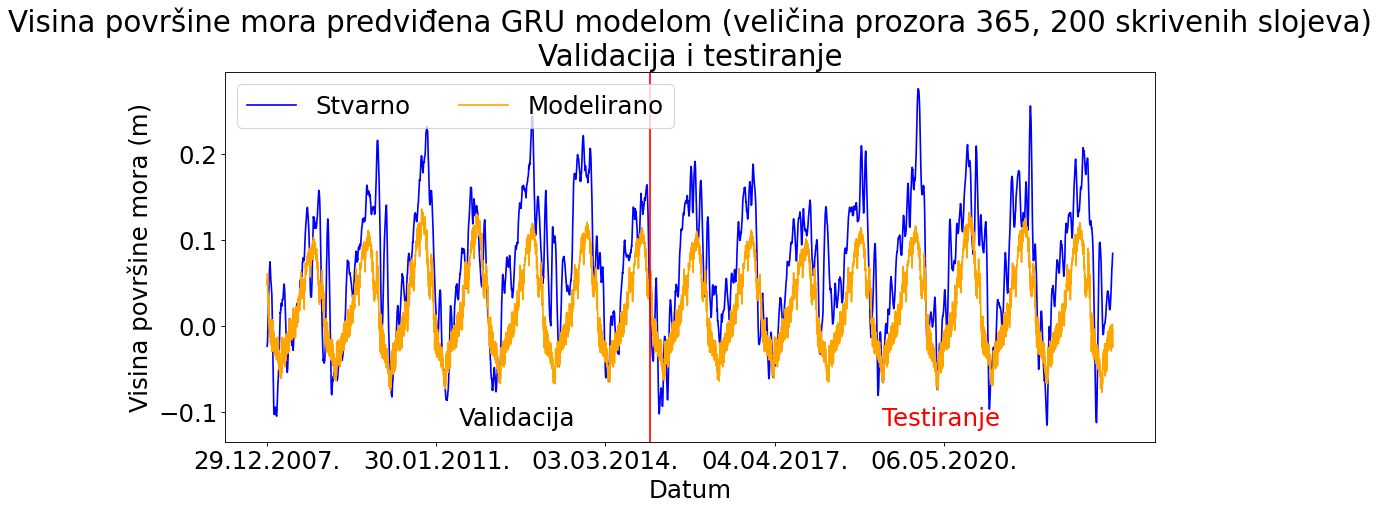 Visina površine mora predviđena GRU modelom (veličina prozora 365, 200 skrivenih slojeva)
Validacija i testiranje
Stvarno
Modelirano
Visina površine mora (m)
0.2
0.1
0.0
−0.1
Validacija
Testiranje
29.12.2007.
30.01.2011.
03.03.2014.
04.04.2017.
06.05.2020.
Datum